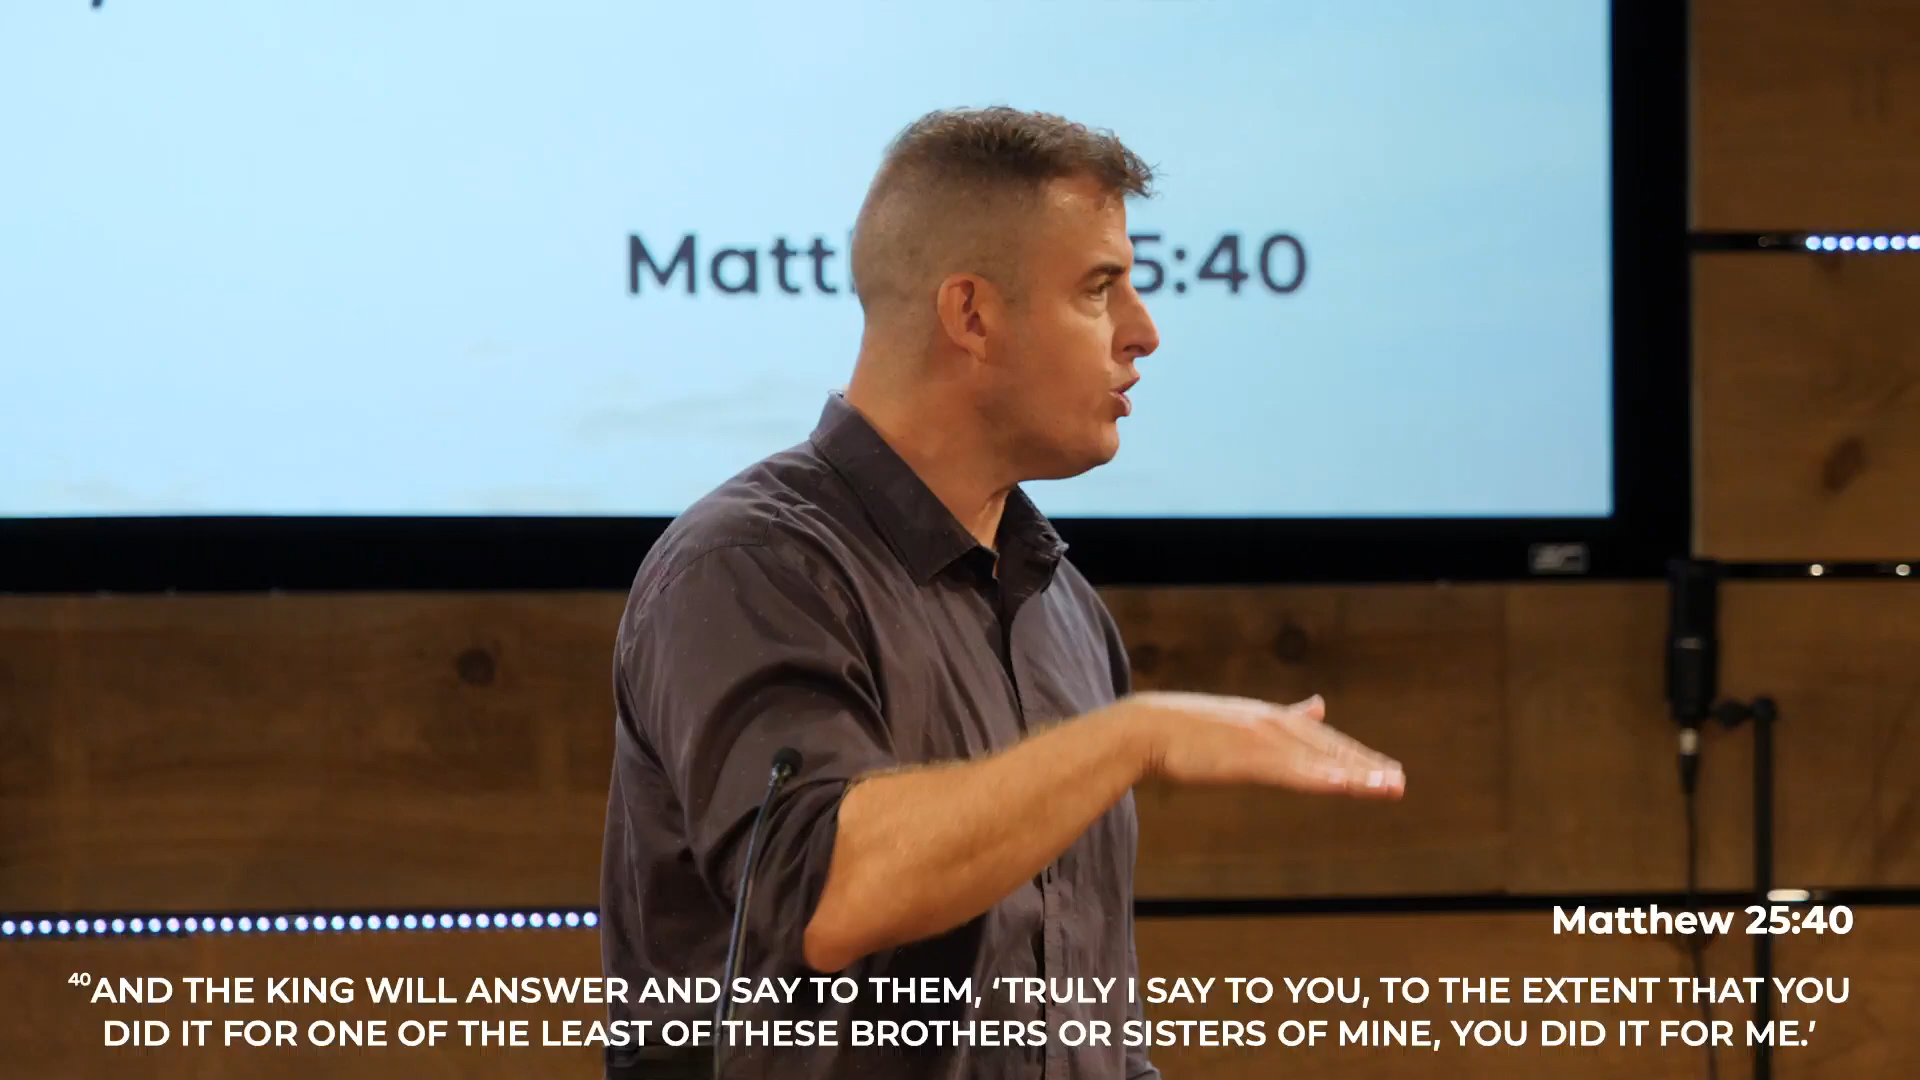 Matt 5:40
Matthew 25:40
⁴⁰AND THE KING WILL ANSWER AND SAY TO THEM, ‘TRULY I SAY TO YOU, TO THE EXTENT THAT YOU
DID IT FOR ONE OF THE LEAST OF THESE BROTHERS OR SISTERS OF MINE, YOU DID IT FOR ME.’